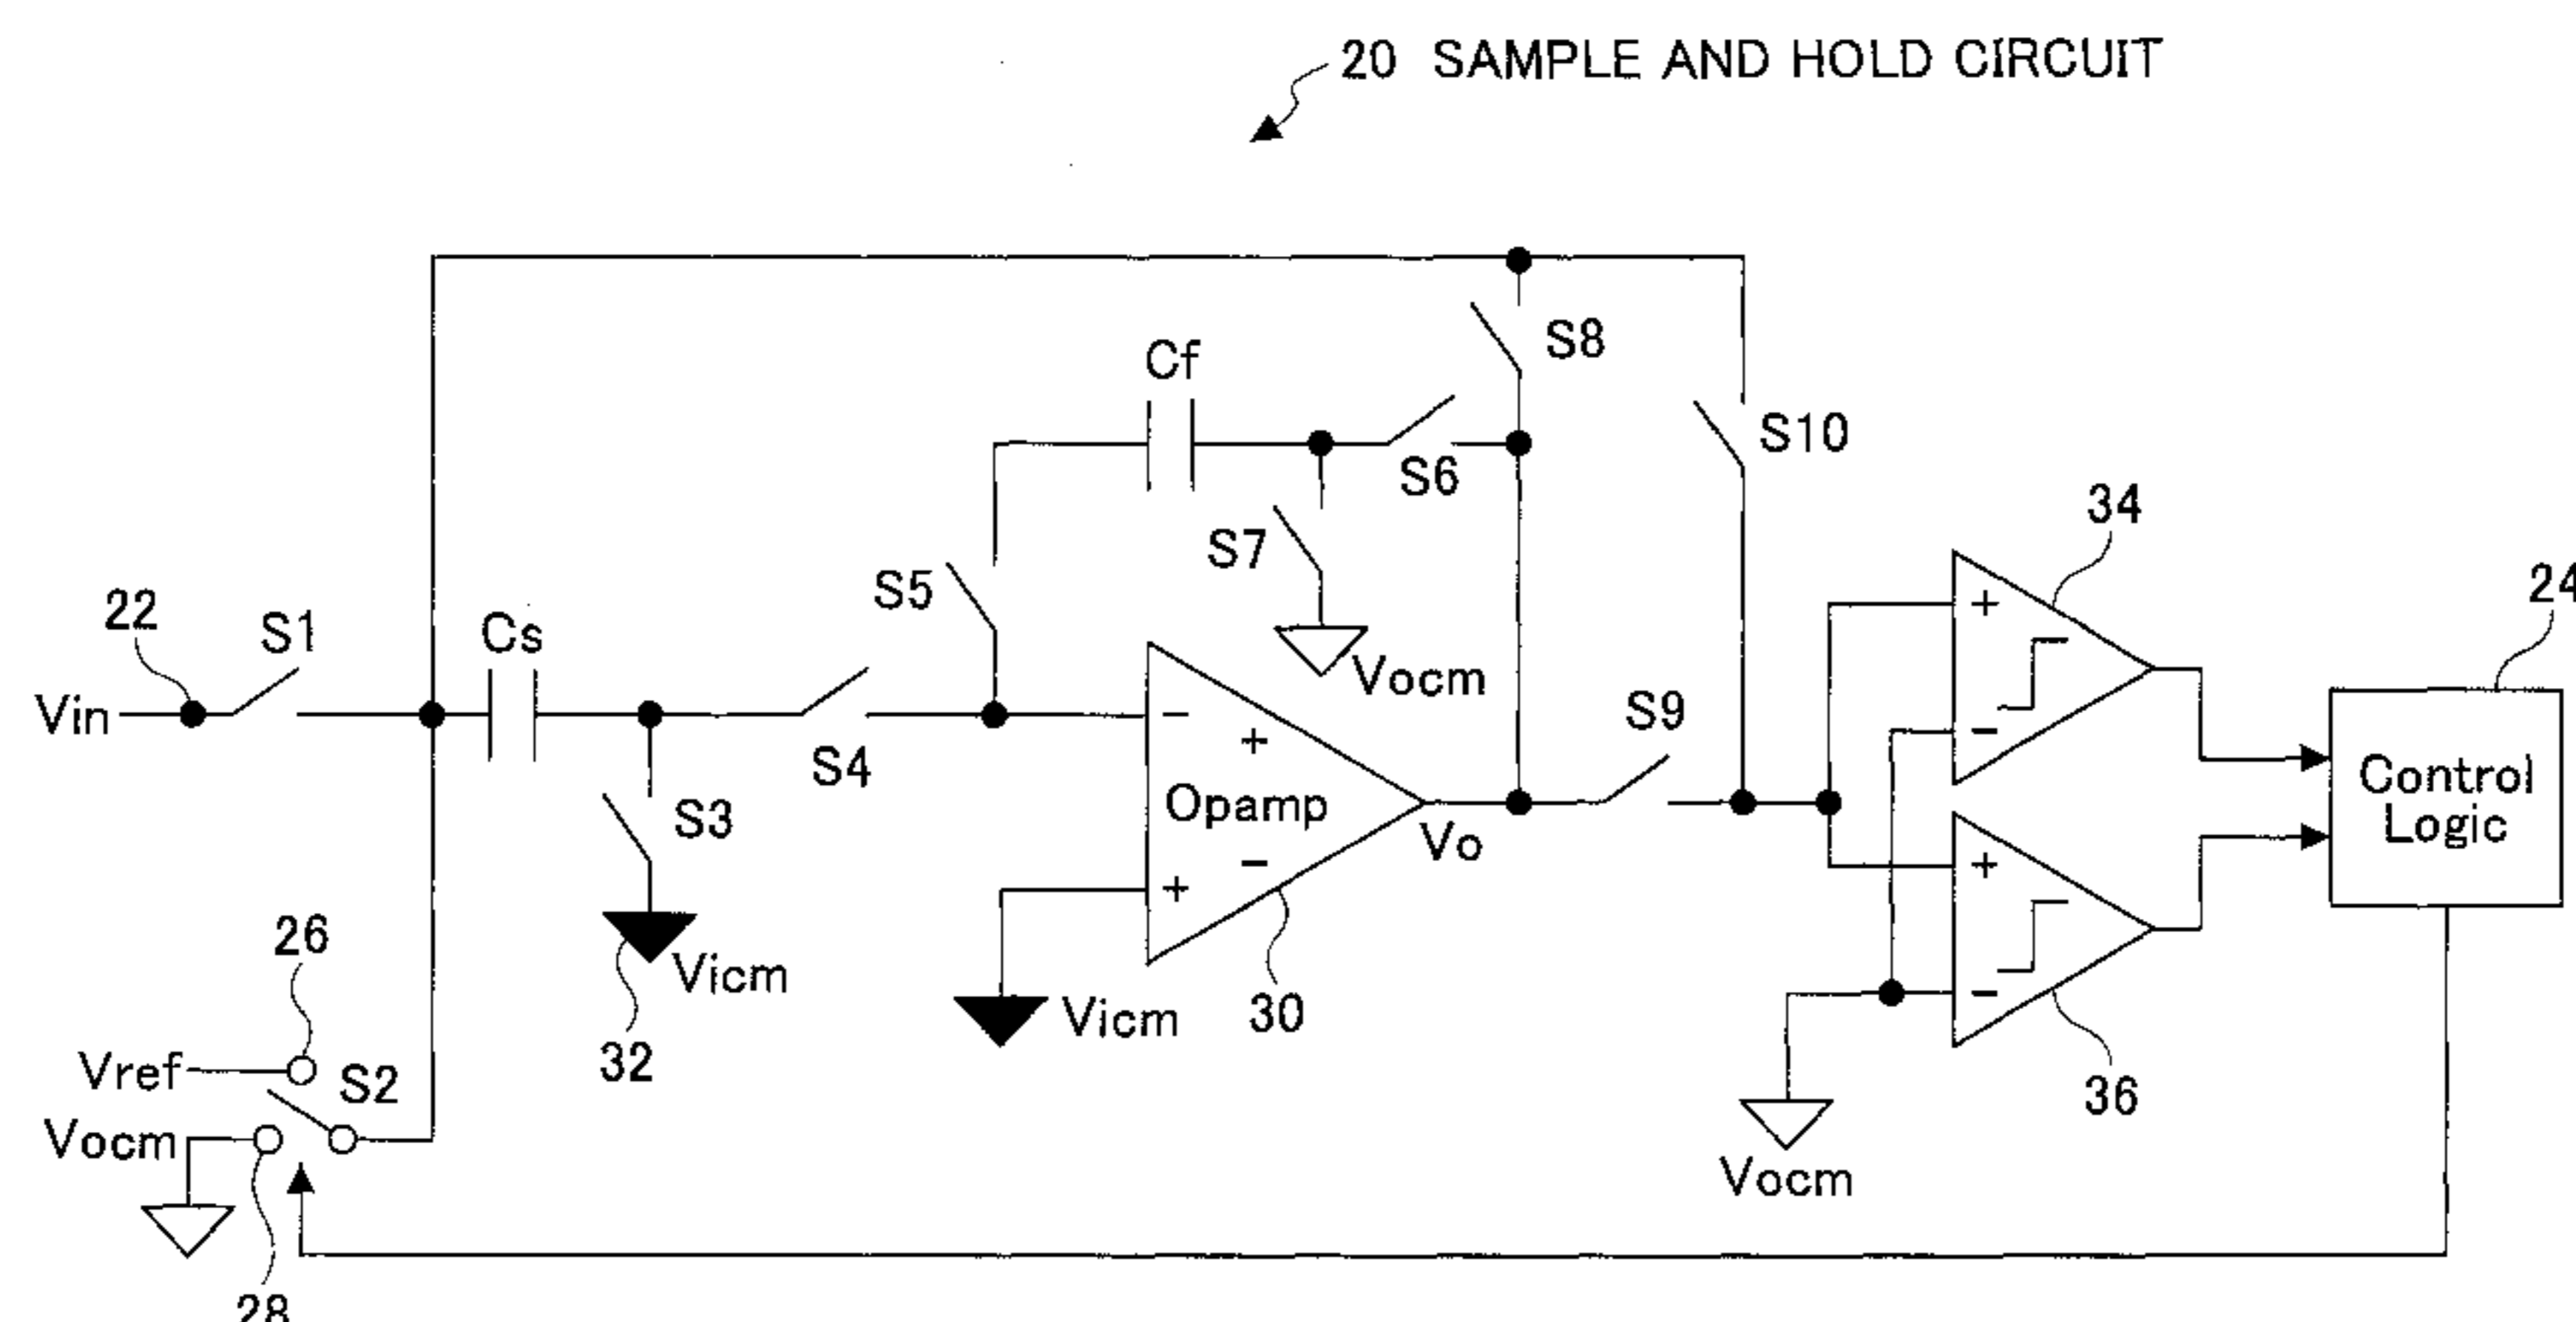 20 SAMPLE AND HOLD CIRCUIT
Cf
S8
S10
S6
S7
34
S5
24
22
S1
Cs
Vocm
Vin
S4
S9
+
-
+
-
Control
Logic
S3
Opamp
Vo
+
-
+
-
26
Vicm
Vicm
30
32
36
Vref
S2
Vocm
Vocm
28